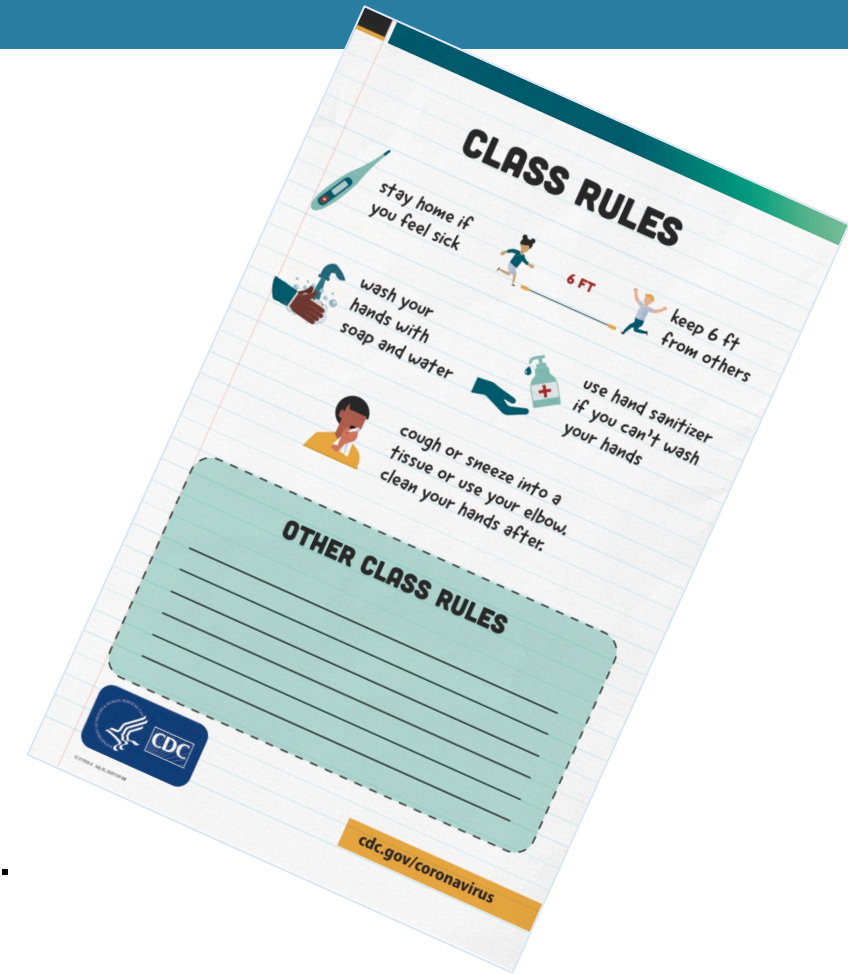 CLASS RULES
stay home if
you feel sick
6 FT
keep 6 ft
from others
wash your
hands with
soap and water
use hand sanitizer
if you can't wash
your hands
cough or sneeze into a
tissue or use your elbow.
clean your hands after.
OTHER CLASS RULES
CDC
cdc.gov/coronavirus
.